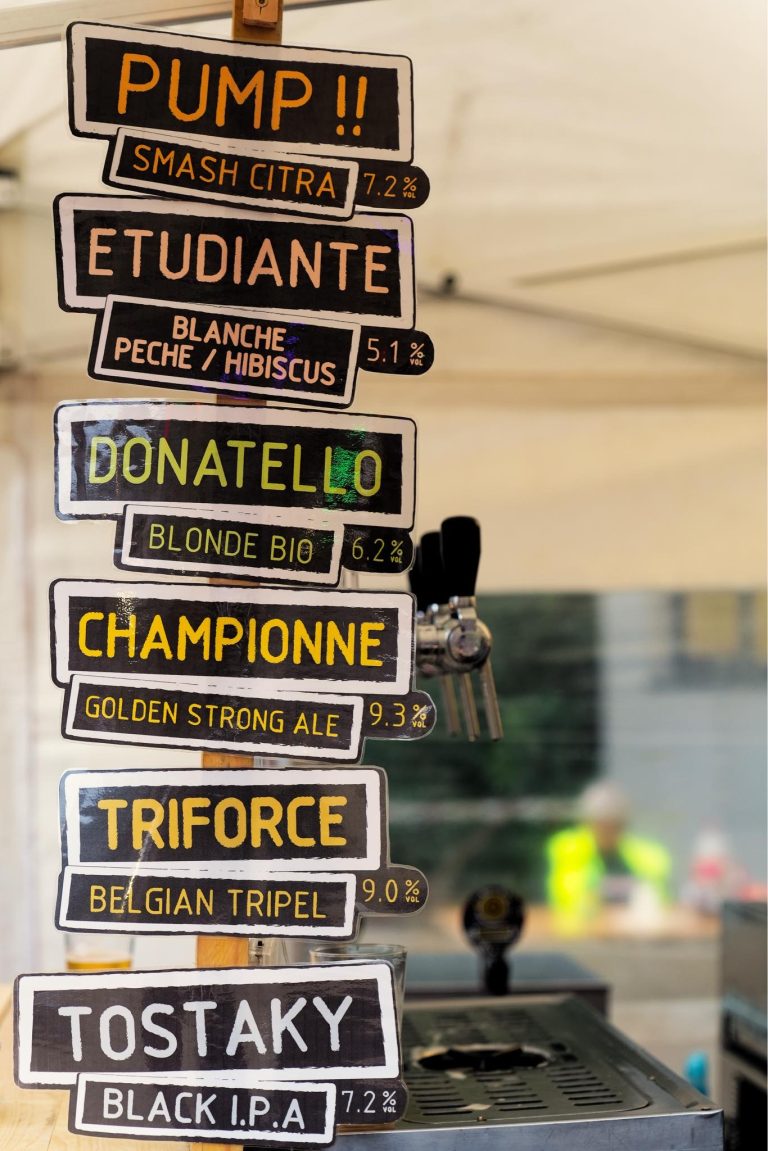 PUMP !!
SMASH CITRA 7.2 % VOL
ETUDIANTE
BLANCHE
PECHE / HIBISCUS 5.1 % VOL
DONATELLO
BLONDE BIO 6.2 % VOL
CHAMPIONNE
GOLDEN STRONG ALE 9.3 % VOL
TRIFORCE
BELGIAN TRIPEL 9.0 % VOL
TOSTAKY
BLACK I.P.A 7.2 % VOL